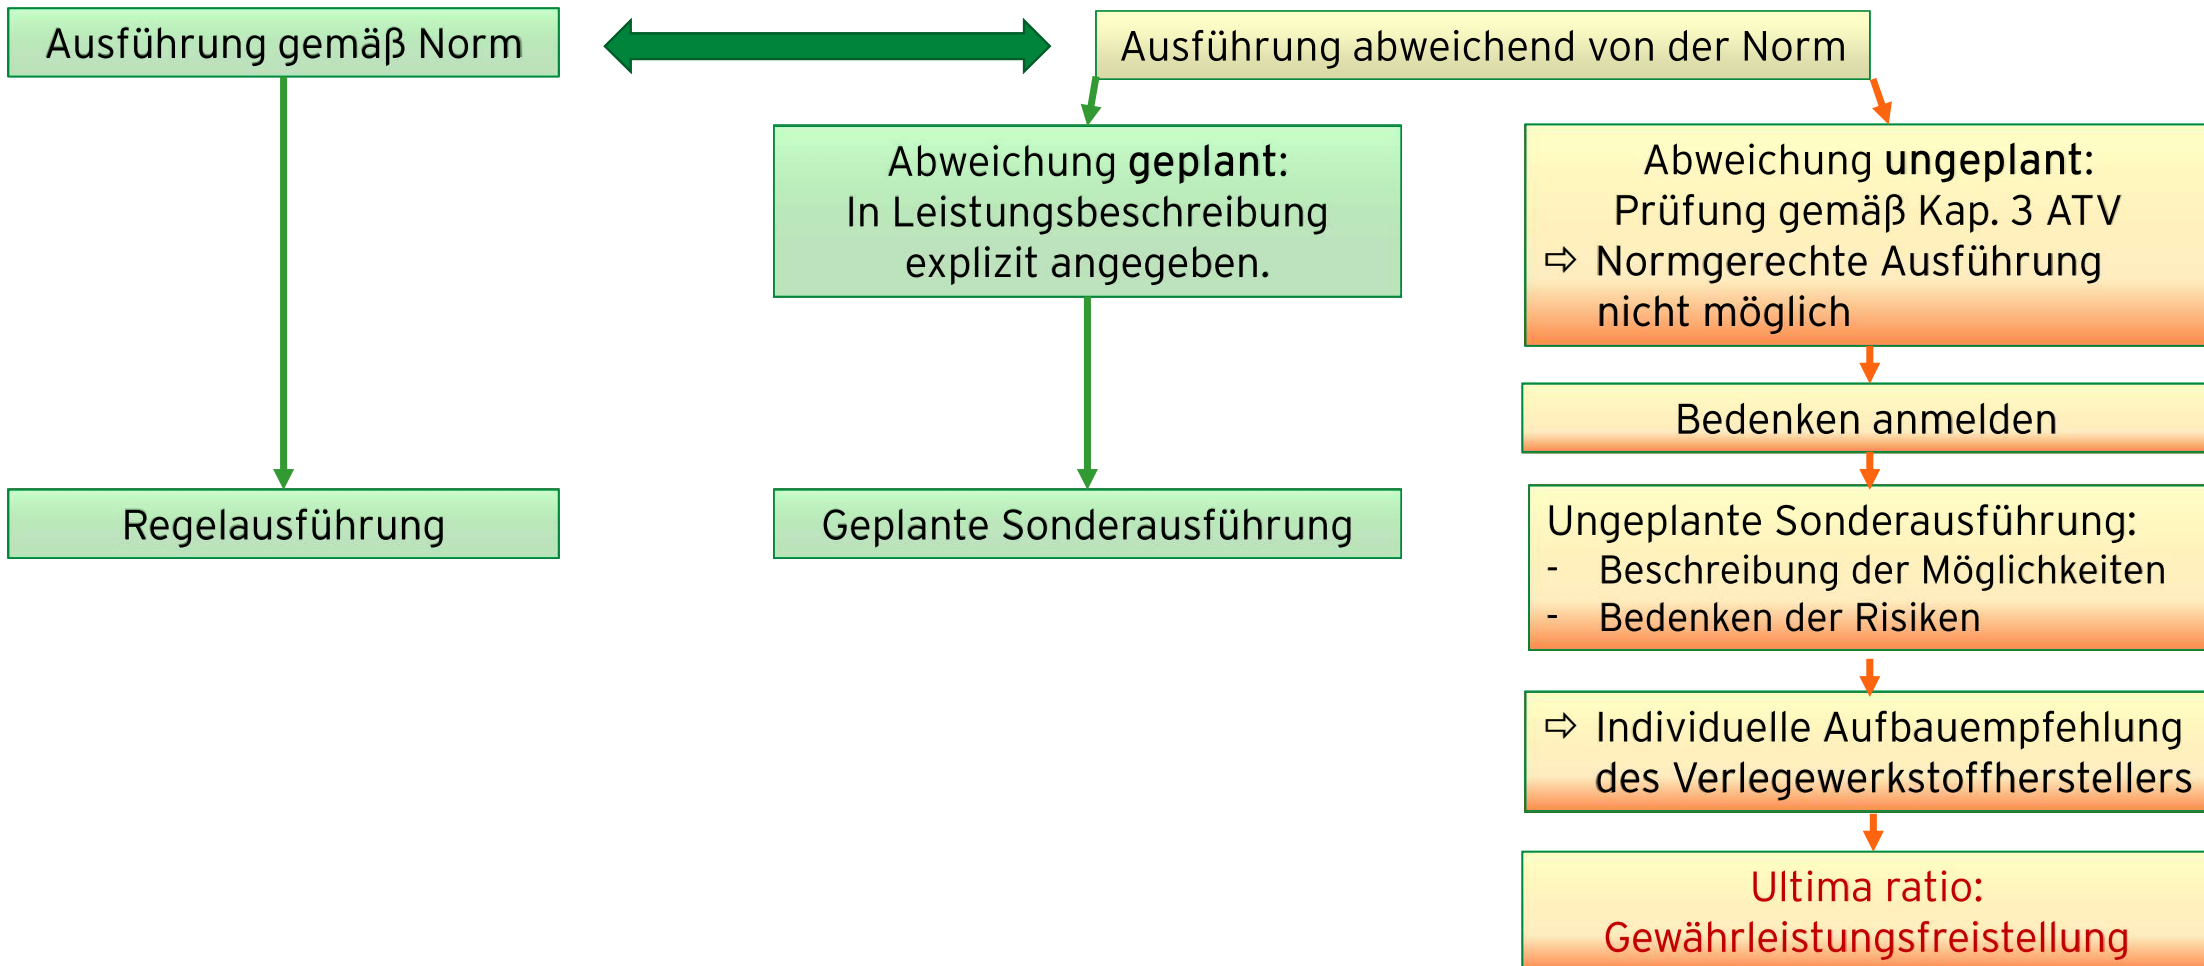 Ausführung gemäß Norm
Ausführung abweichend von der Norm
Abweichung geplant:
In Leistungsbeschreibung
explizit angegeben.
Abweichung ungeplant:
Prüfung gemäß Kap. 3 ATV
⇨ Normgerechte Ausführung
nicht möglich
Bedenken anmelden
Regelausführung
Geplante Sonderausführung
Ungeplante Sonderausführung:
- Beschreibung der Möglichkeiten
- Bedenken der Risiken
⇨ Individuelle Aufbauempfehlung
des Verlegewerkstoffherstellers
Ultima ratio:
Gewährleistungsfreistellung